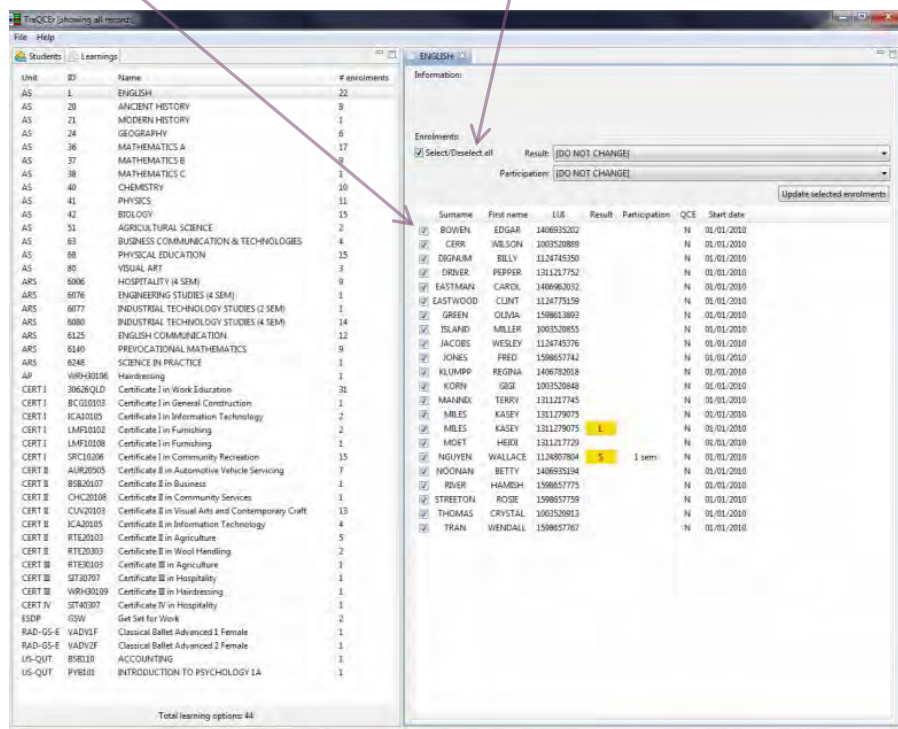 TreQCEr [showing all records]
File Help
Students Learnings
Unit ID Name # enrolments
AS 1 ENGLISH 22
AS 20 ANCIENT HISTORY 8
AS 21 MODERN HISTORY 1
AS 24 GEOGRAPHY 6
AS 36 MATHEMATICS A 17
AS 37 MATHEMATICS B 9
AS 38 MATHEMATICS C 1
AS 40 CHEMISTRY 10
AS 41 PHYSICS 11
AS 42 BIOLOGY 15
AS 51 AGRICULTURAL SCIENCE 2
AS 63 BUSINESS COMMUNICATION & TECHNOLOGIES 4
AS 68 PHYSICAL EDUCATION 15
AS 80 VISUAL ART 3
ARS 6006 HOSPITALITY (4 SEM) 9
ARS 6076 ENGINEERING STUDIES (4 SEM) 1
ARS 6077 INDUSTRIAL TECHNOLOGY STUDIES (2 SEM) 1
ARS 6080 INDUSTRIAL TECHNOLOGY STUDIES (4 SEM) 14
ARS 6125 ENGLISH COMMUNICATION 12
ARS 6140 PREVOCATIONAL MATHEMATICS 9
ARS 6248 SCIENCE IN PRACTICE 1
AP WRH30106 Hairdressing 1
CERT I 30626QLD Certificate I in Work Education 31
CERT I BCG10103 Certificate I in General Construction 1
CERT I ICA10105 Certificate I in Information Technology 2
CERT I LMF10102 Certificate I in Furnishing 2
CERT I LMF10108 Certificate I in Furnishing 1
CERT I SRC10206 Certificate I in Community Recreation 15
CERT II AUR20505 Certificate II in Automotive Vehicle Servicing 7
CERT II BSB20107 Certificate II in Business 1
CERT II CHC20108 Certificate II in Community Services 1
CERT II CUV20103 Certificate II in Visual Arts and Contemporary Craft 13
CERT II ICA20105 Certificate II in Information Technology 4
CERT II RTE20103 Certificate II in Agriculture 5
CERT II RTE20303 Certificate II in Wool Handling 2
CERT III RTE30103 Certificate III in Agriculture 1
CERT III SIT30707 Certificate III in Hospitality 1
CERT III WRH30109 Certificate III in Hairdressing 1
CERT IV SIT40307 Certificate IV in Hospitality 1
ESDP GSW Get Set for Work 2
RAD-GS-E VADV1F Classical Ballet Advanced 1 Female 1
RAD-GS-E VADV2F Classical Ballet Advanced 2 Female 1
US-QUT BSB110 ACCOUNTING 1
US-QUT PYB101 INTRODUCTION TO PSYCHOLOGY 1A 1
Total learning options: 44
ENGLISH
Information:
Enrolments:
Select/Deselect all Result: [DO NOT CHANGE]
Participation: [DO NOT CHANGE]
Update selected enrolments
Surname First name LUI Result Participation QCE Start date
BOWEN EDGAR 1406935202 N 01/01/2010
CERR WILSON 1003520889 N 01/01/2010
DIGNUM BILLY 1124745350 N 01/01/2010
DRIVER PEPPER 1311217752 N 01/01/2010
EASTMAN CAROL 1406962032 N 01/01/2010
EASTWOOD CLINT 1124775159 N 01/01/2010
GREEN OLIVIA 1598613893 N 01/01/2010
ISLAND MILLER 1003520855 N 01/01/2010
JACOBS WESLEY 1124745376 N 01/01/2010
JONES FRED 1598657742 N 01/01/2010
KLUMPP REGINA 1406782018 N 01/01/2010
KORN GIGI 1003520848 N 01/01/2010
MANNIX TERRY 1311217745 N 01/01/2010
MILES KASEY 1311279075 N 01/01/2010
MILES KASEY 1311279075 L N 01/01/2010
MOET HEIDI 1311217729 N 01/01/2010
NGUYEN WALLACE 1124807804 S 1 sem N 01/01/2010
NOONAN BETTY 1406935194 N 01/01/2010
RIVER HAMISH 1598657775 N 01/01/2010
STREETON ROSIE 1598657759 N 01/01/2010
THOMAS CRYSTAL 1003520913 N 01/01/2010
TRAN WENDALL 1598657767 N 01/01/2010